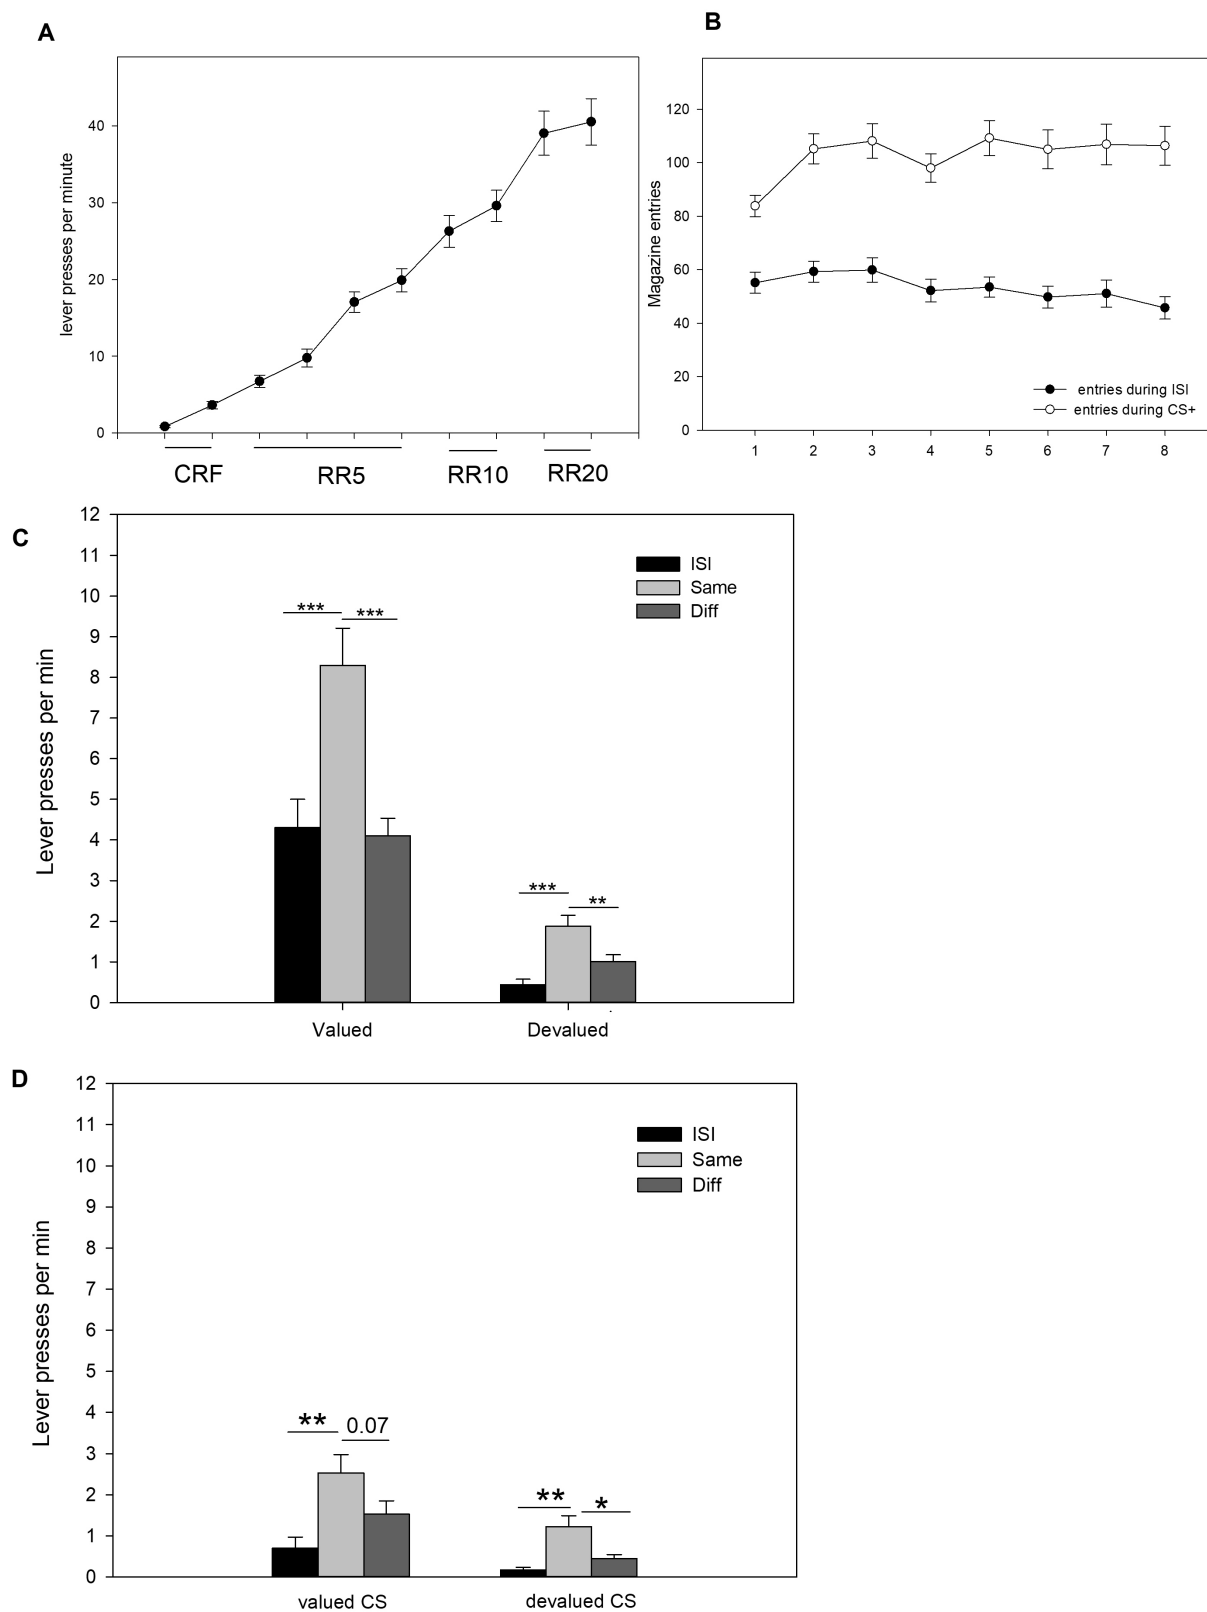 A
lever presses per minute
40
30
20
10
0
CRF
RR5
RR10
RR20
B
Magazine entries
120
100
80
60
40
20
0
entries during ISI
entries during CS+
1 2 3 4 5 6 7 8
C
Lever presses per min
12
11
10
9
8
7
6
5
4
3
2
1
0
ISI
Same
Diff
*** ***
*** **
Valued Devalued
D
Lever presses per min
12
11
10
9
8
7
6
5
4
3
2
1
0
ISI
Same
Diff
** 0.07
** *
valued CS devalued CS